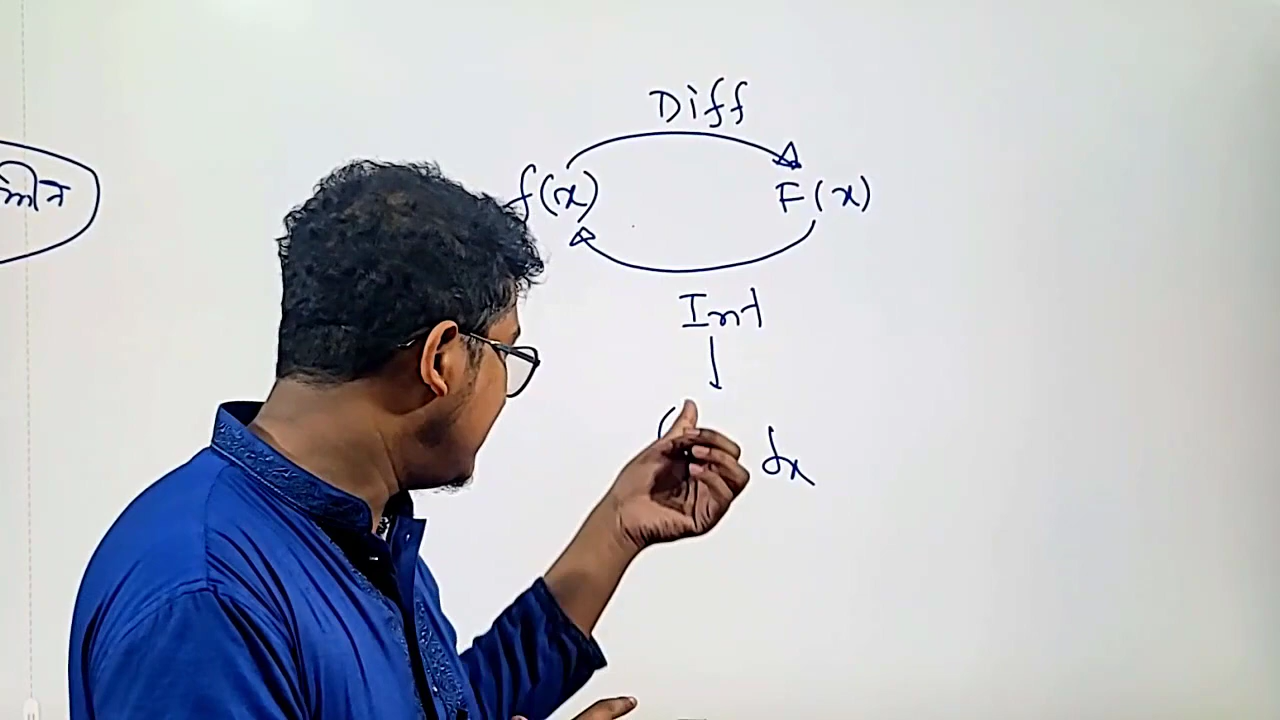 Diff
f(x) F(x)
Int
dx